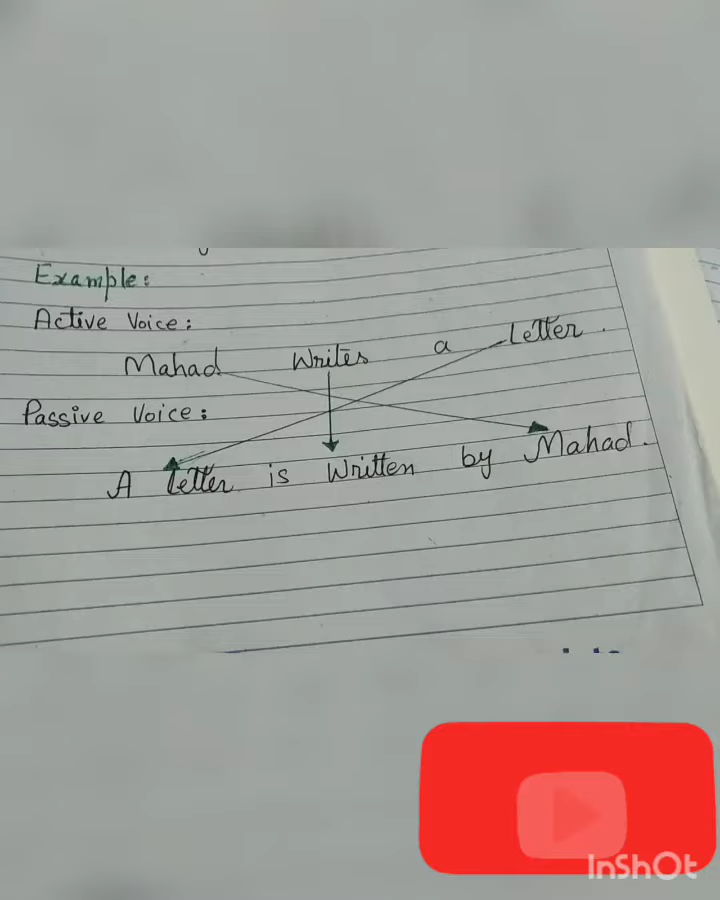 Example:
Active Voice:
Mahad Writes a Letter.
Passive Voice:
A Letter is Written by Mahad.
InShOt